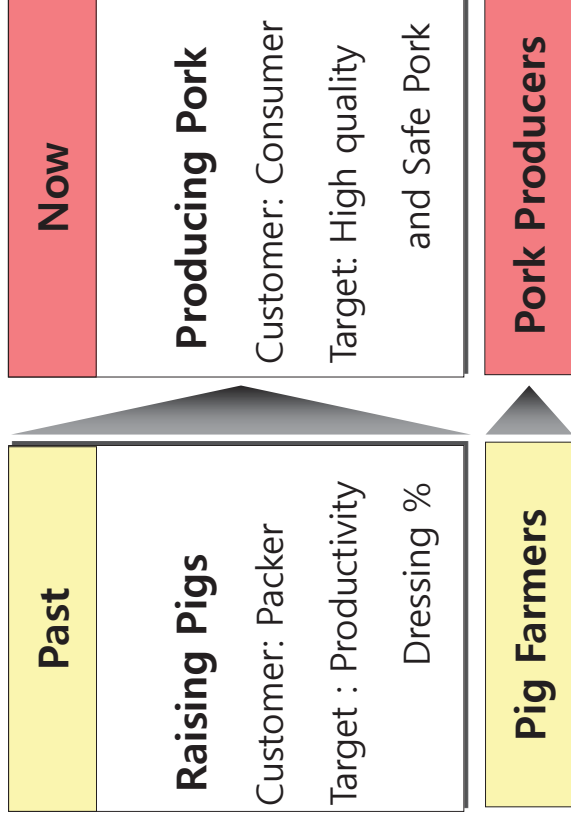 Past
Raising Pigs
Customer: Packer
Target : Productivity
Dressing %
Pig Farmers
Now
Producing Pork
Customer: Consumer
Target: High quality
and Safe Pork
Pork Producers